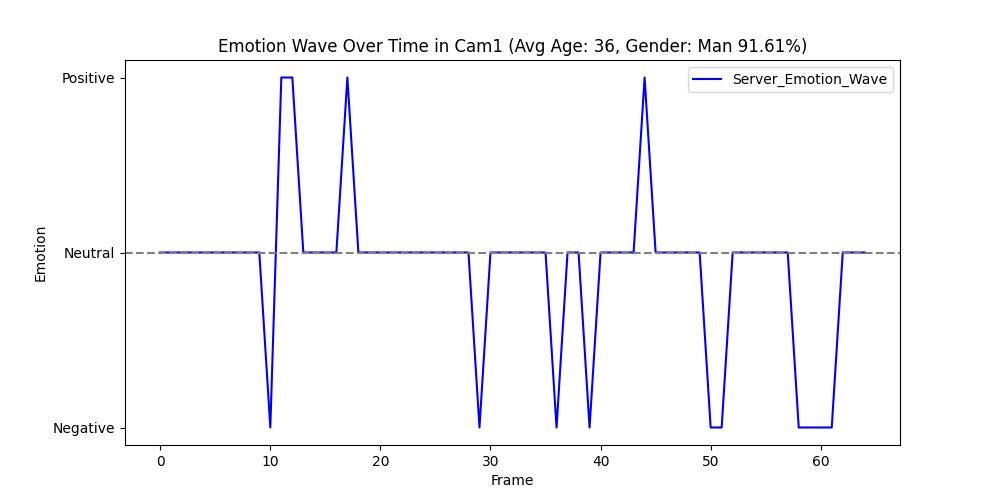 Emotion Wave Over Time in Cam1 (Avg Age: 36, Gender: Man 91.61%)
Server_Emotion_Wave
Positive
Neutral
Negative
Emotion
0 10 20 30 40 50 60
Frame